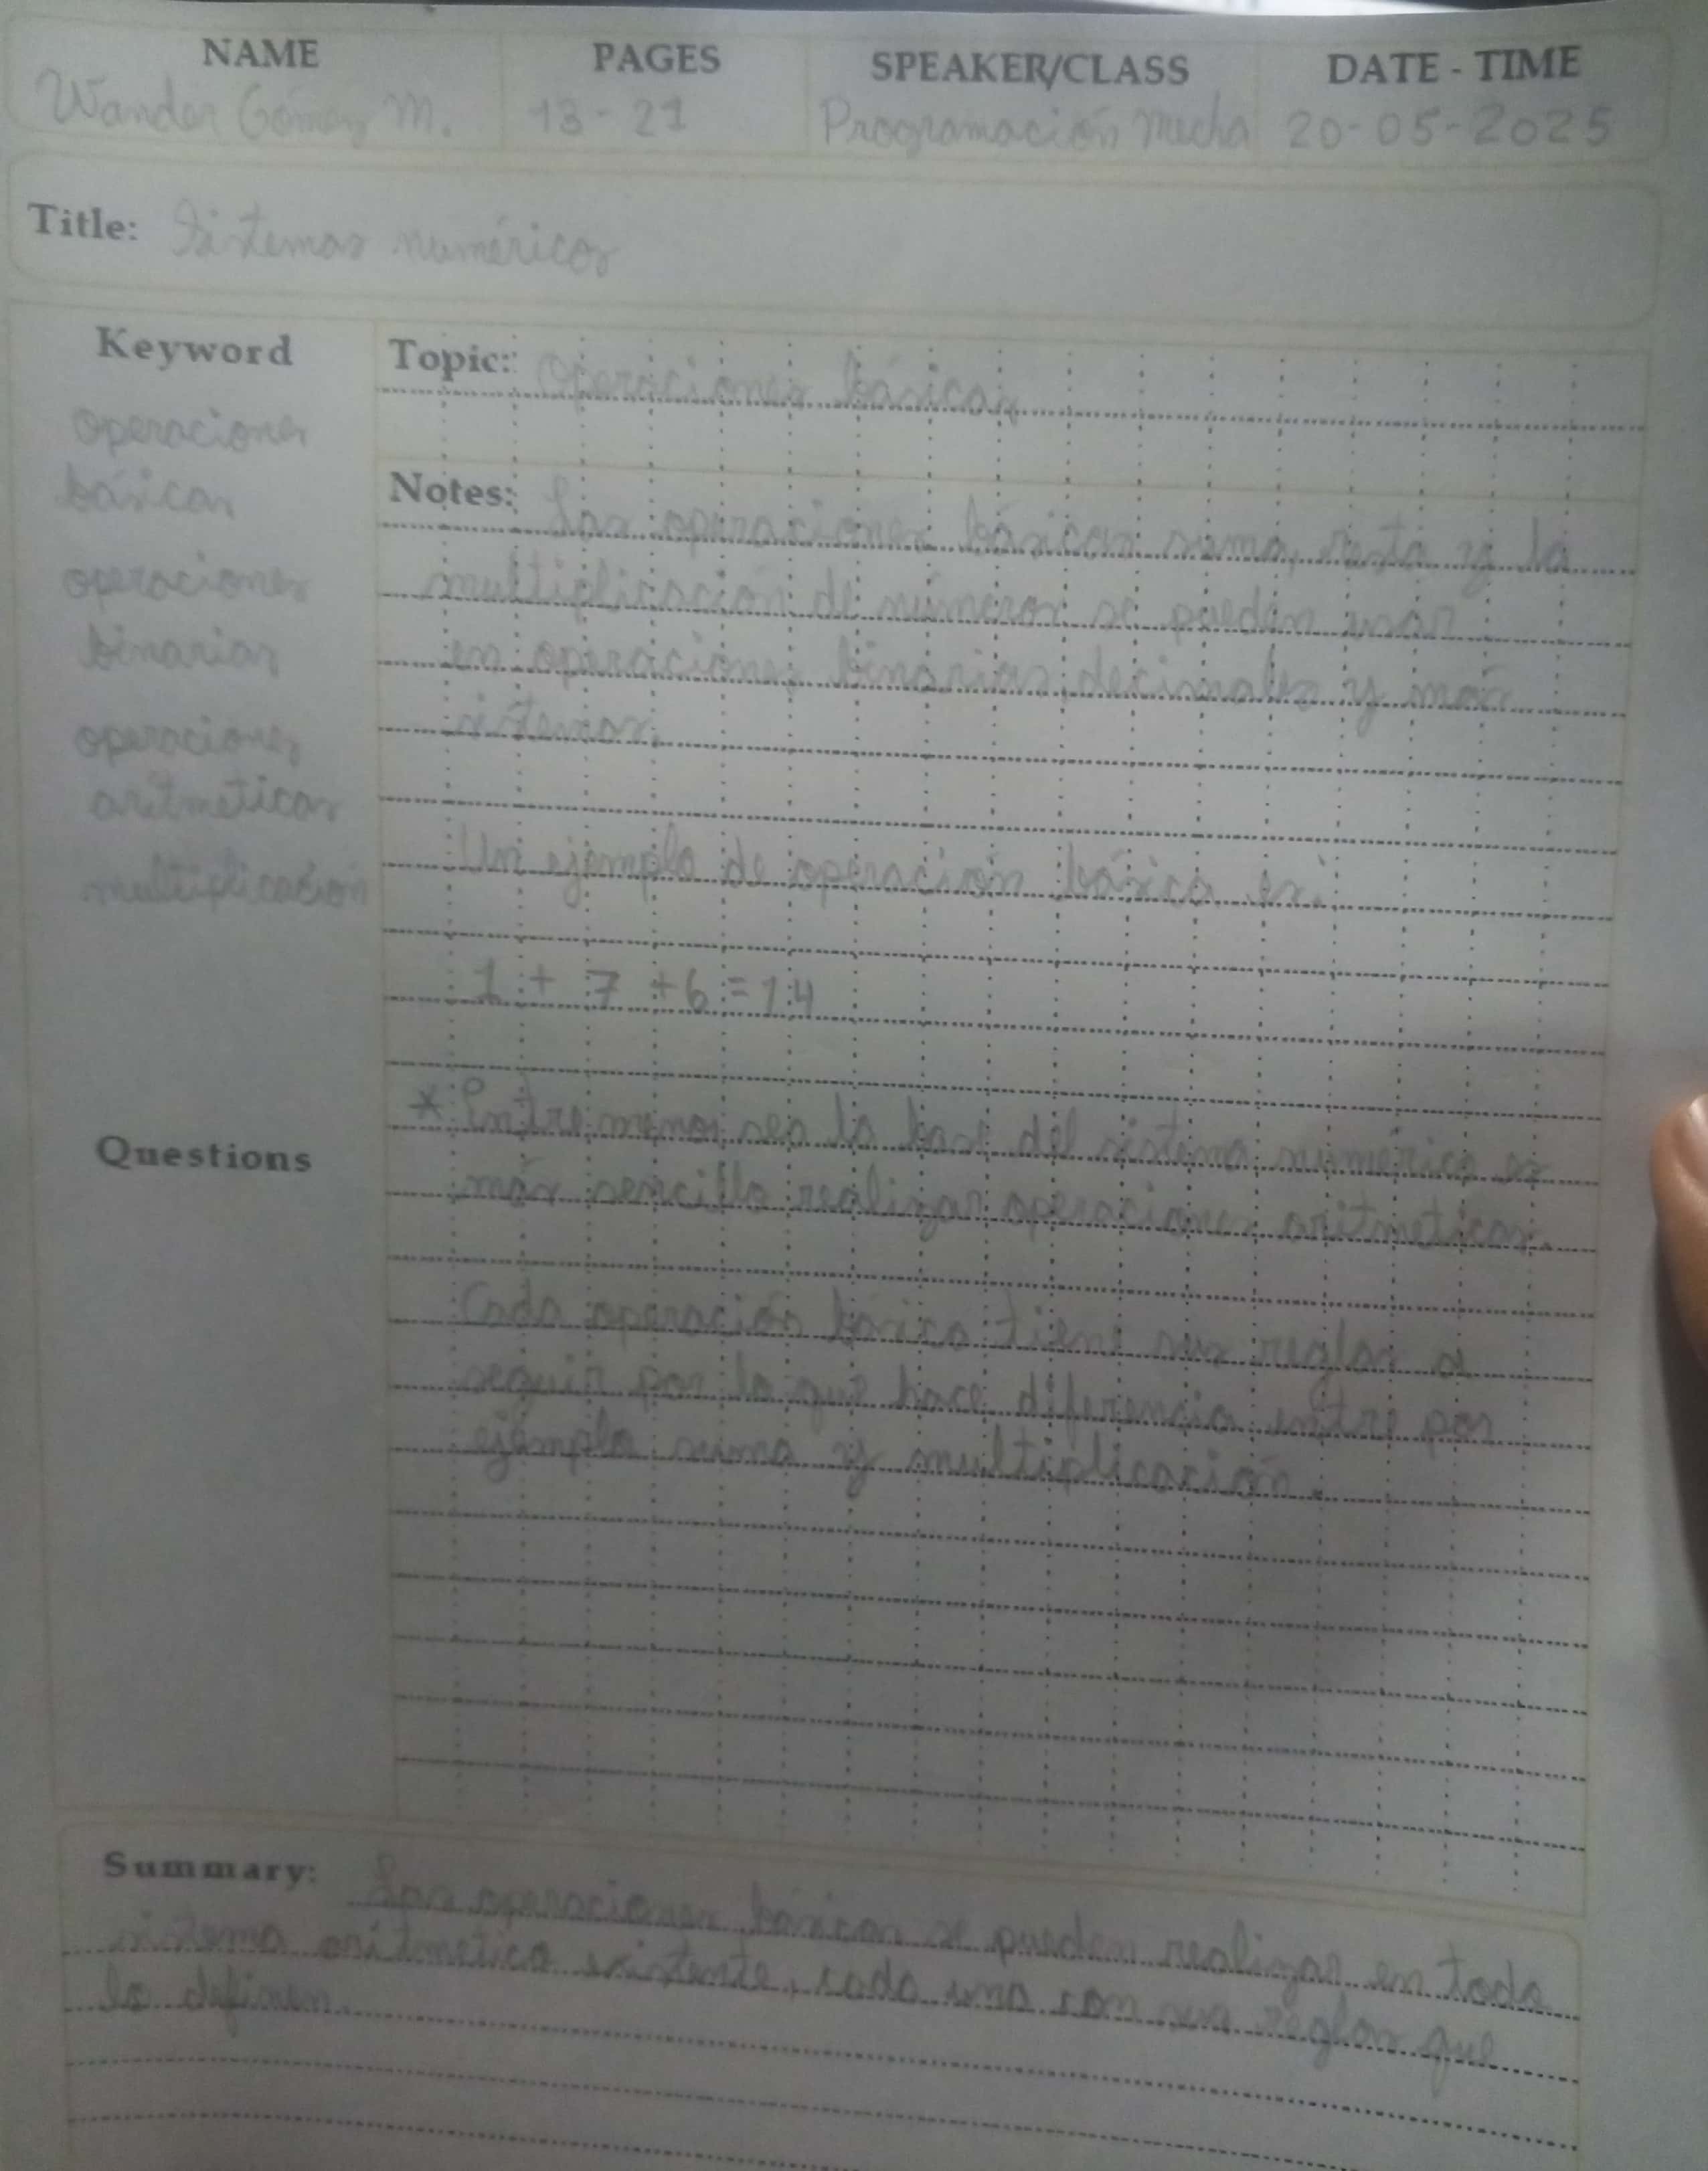 NAME PAGES SPEAKER/CLASS DATE - TIME
Wander Gómez M. 13 - 21 Programación Mecha 20-05-2025
Title: Sistemas numéricos
Keyword
operaciones
básicas
operaciones
binarias
operaciones
aritmeticas
multiplicación
Questions
Topic: Operaciones básicas
Notes: Las operaciones básicas suma, resta y la
multiplicación de números se pueden usar
en operaciones binarias, decimales y más
sistemas.
Un ejemplo de operación básica es:
1 + 7 + 6 = 14
* Entre menor sea la base del sistema numérico es
más sencillo realizar operaciones aritmeticas.
Cada operación básica tiene sus reglas a
seguir por lo que hace diferencia entre por
ejemplo suma y multiplicación.
Summary: Las operaciones básicas se pueden realizar en todo
sistema aritmetico existente, cada una con sus reglas que
la definen.